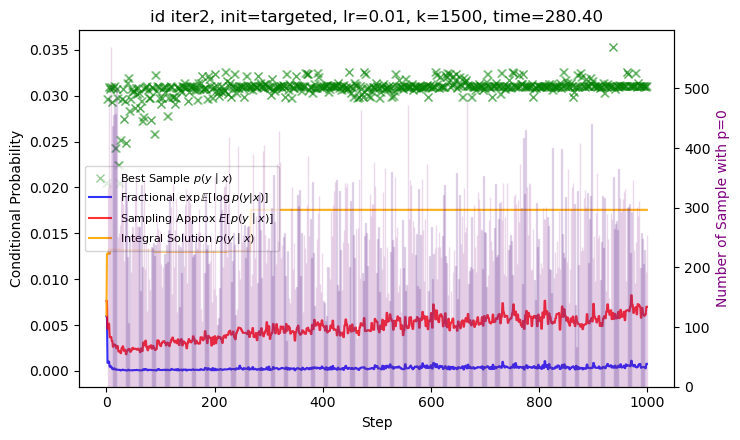 id iter2, init=targeted, lr=0.01, k=1500, time=280.40
Conditional Probability
0.035
0.030
0.025
0.020
0.015
0.010
0.005
0.000
Best Sample p(y | x)
Fractional exp𝔼[log p(y|x)]
Sampling Approx E[p(y | x)]
Integral Solution p(y | x)
500
400
300
200
100
0
Number of Sample with p=0
0 200 400 600 800 1000
Step